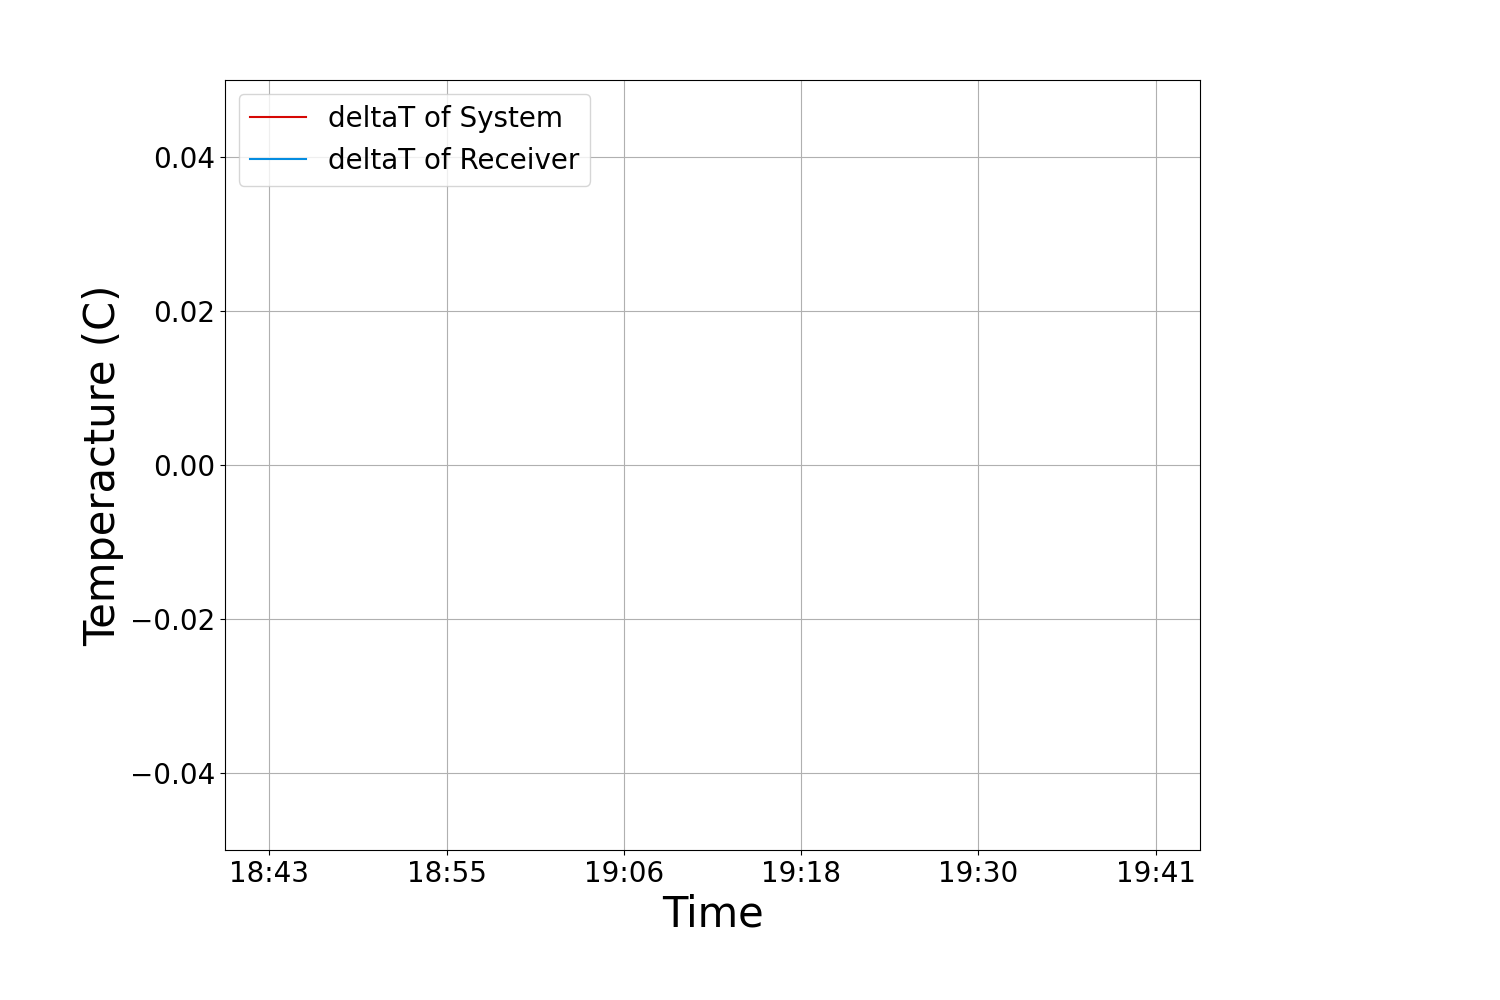 deltaT of System
deltaT of Receiver
0.04
0.02
0.00
−0.02
−0.04
Temperacture (C)
18:43 18:55 19:06 19:18 19:30 19:41
Time